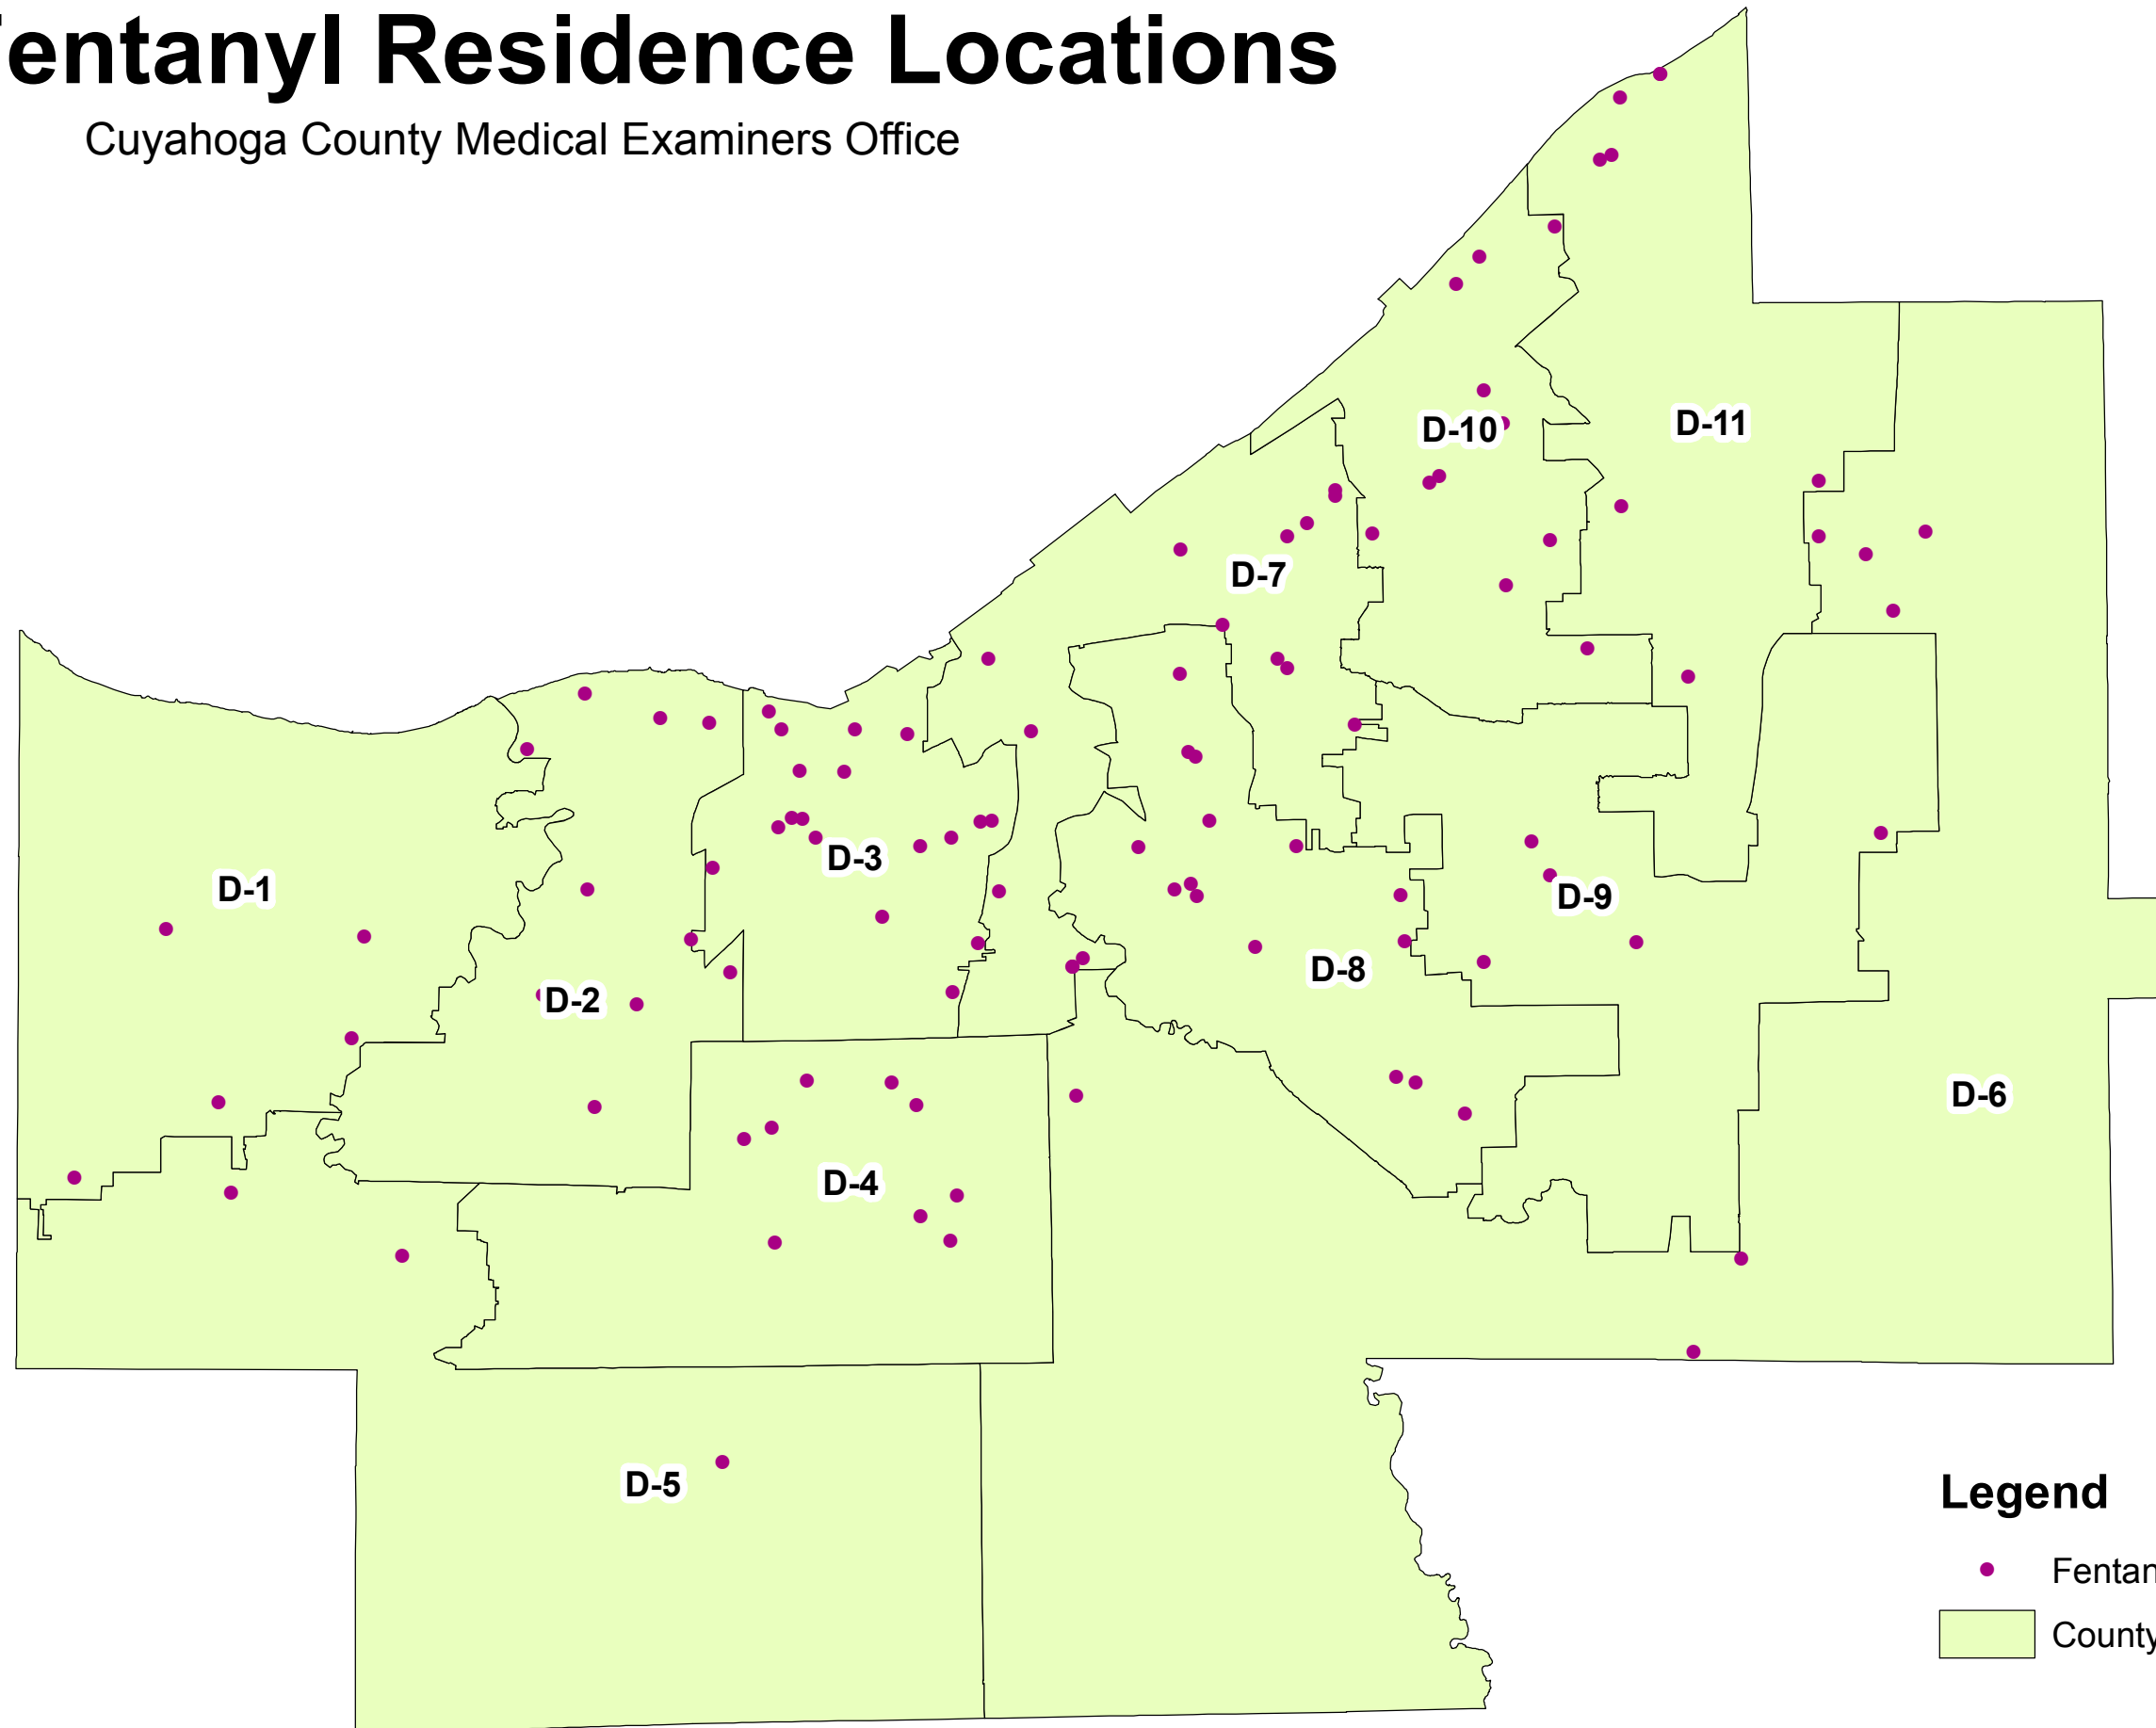 entanyl Residence Locations
Cuyahoga County Medical Examiners Office
D-10
D-11
D-7
D-3
D-1
D-9
D-8
D-2
D-6
D-4
D-5
Legend
Fentan
County